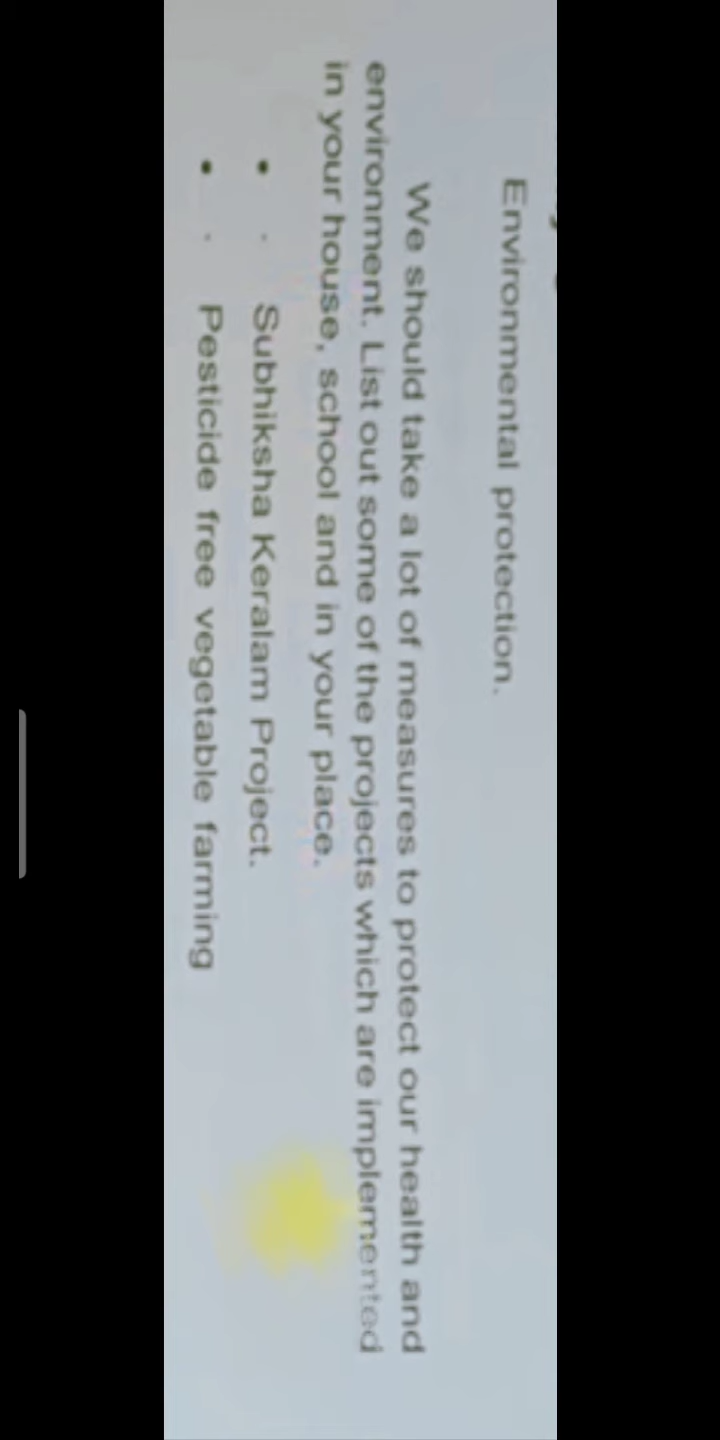 Environmental protection.
We should take a lot of measures to protect our health and
environment. List out some of the projects which are implemented
in your house, school and in your place.
• Subhiksha Keralam Project.
• Pesticide free vegetable farming